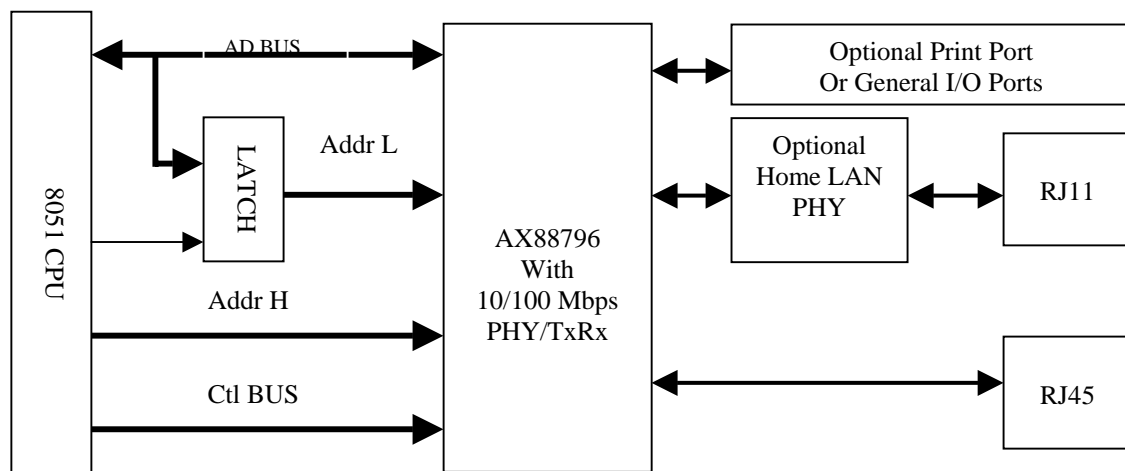 8051 CPU
AD BUS
LATCH
Addr L
Addr H
Ctl BUS
AX88796
With
10/100 Mbps
PHY/TxRx
Optional Print Port
Or General I/O Ports
Optional
Home LAN
PHY
RJ11
RJ45